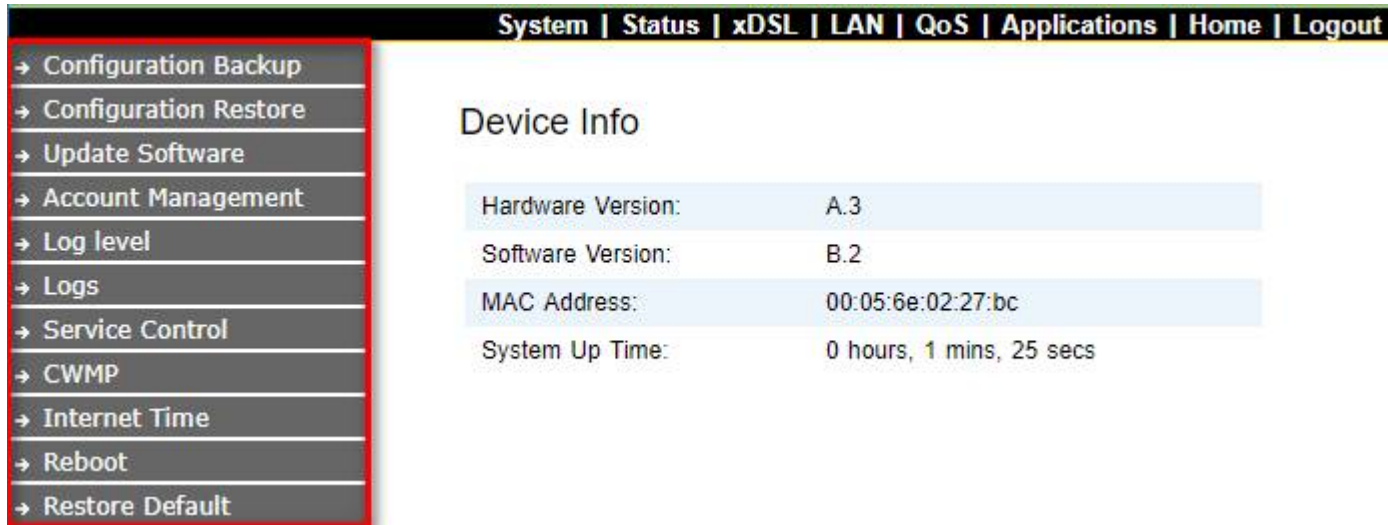 System | Status | xDSL | LAN | QoS | Applications | Home | Logout
Configuration Backup
Configuration Restore
Update Software
Account Management
Log level
Logs
Service Control
CWMP
Internet Time
Reboot
Restore Default
Device Info
Hardware Version: A.3
Software Version: B.2
MAC Address: 00:05:6e:02:27:bc
System Up Time: 0 hours, 1 mins, 25 secs